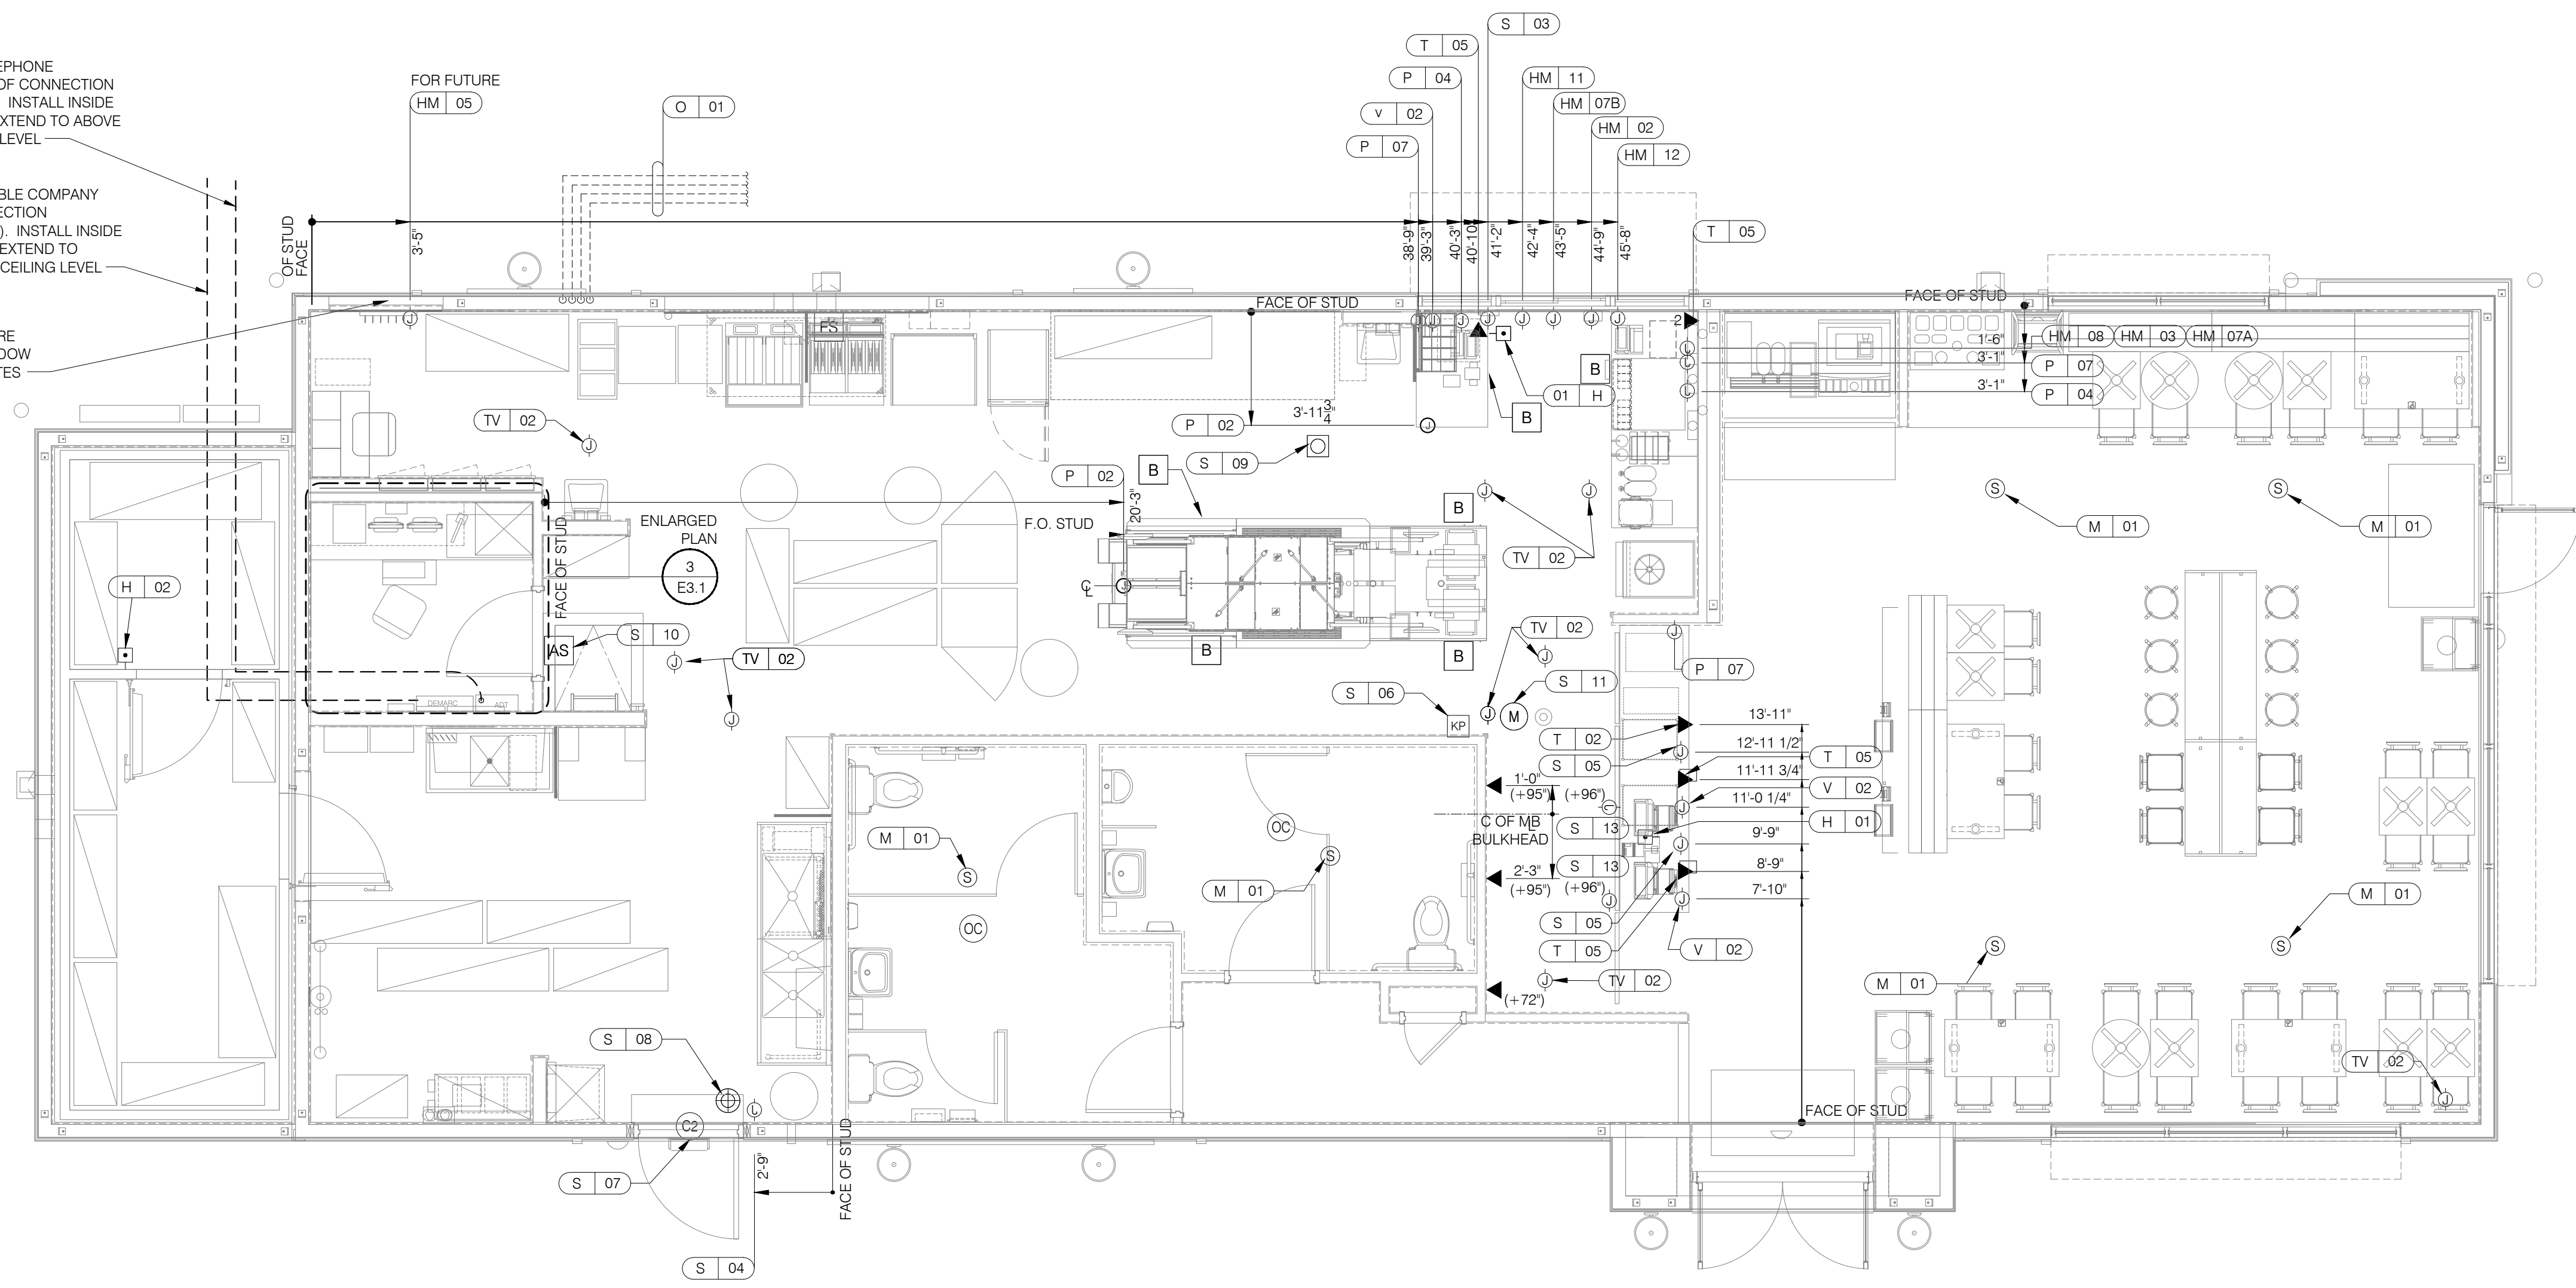 EPHONE
OF CONNECTION
INSTALL INSIDE
EXTEND TO ABOVE
LEVEL
BLE COMPANY
ECTION
). INSTALL INSIDE
EXTEND TO
CEILING LEVEL
RE
DOW
TES
FOR FUTURE
HM 05
O 01
S 03
T 05
P 04
HM 11
HM 07B
v 02
HM 02
P 07
HM 12
T 05
OF STUD
FACE
3'-5"
38'-9"
39'-3"
40'-3"
40'-10"
41'-2"
42'-4"
43'-5"
44'-9"
45'-8"
FACE OF STUD
FACE OF STUD
FS
2
J
J
J
J
J
J
J
J
J
J
J
J
1'-6"
HM 08
HM 03
HM 07A
3'-1"
P 07
3'-1"
P 04
B
01 H
B
TV 02
J
P 02
3'-11 3/4"
J
S 09
P 02
B
20'-3"
F.O. STUD
J
J
B
TV 02
S
S
M 01
M 01
ENLARGED
PLAN
3
E3.1
FACE OF STUD
H 02
℄
J
S 10
AS
TV 02
J
J
B
B
TV 02
J
J
P 07
S 11
J
M
S 06
KP
DEMARC
ADT
T 02
13'-11"
S 05
J
12'-11 1/2"
T 05
11'-11 3/4"
V 02
1'-0"
(+95")
(+96")
J
J
11'-0 1/4"
H 01
C OF MB
L
BULKHEAD
S 13
9'-9"
J
S 13
8'-9"
2'-3"
(+95")
(+96")
J
J
7'-10"
S 05
T 05
V 02
M 01
S
OC
S
M 01
OC
(+72")
J
TV 02
M 01
S
S
M 01
TV 02
J
S 08
J
C2
S 07
S 04
2'-9"
FACE OF STUD
FACE OF STUD